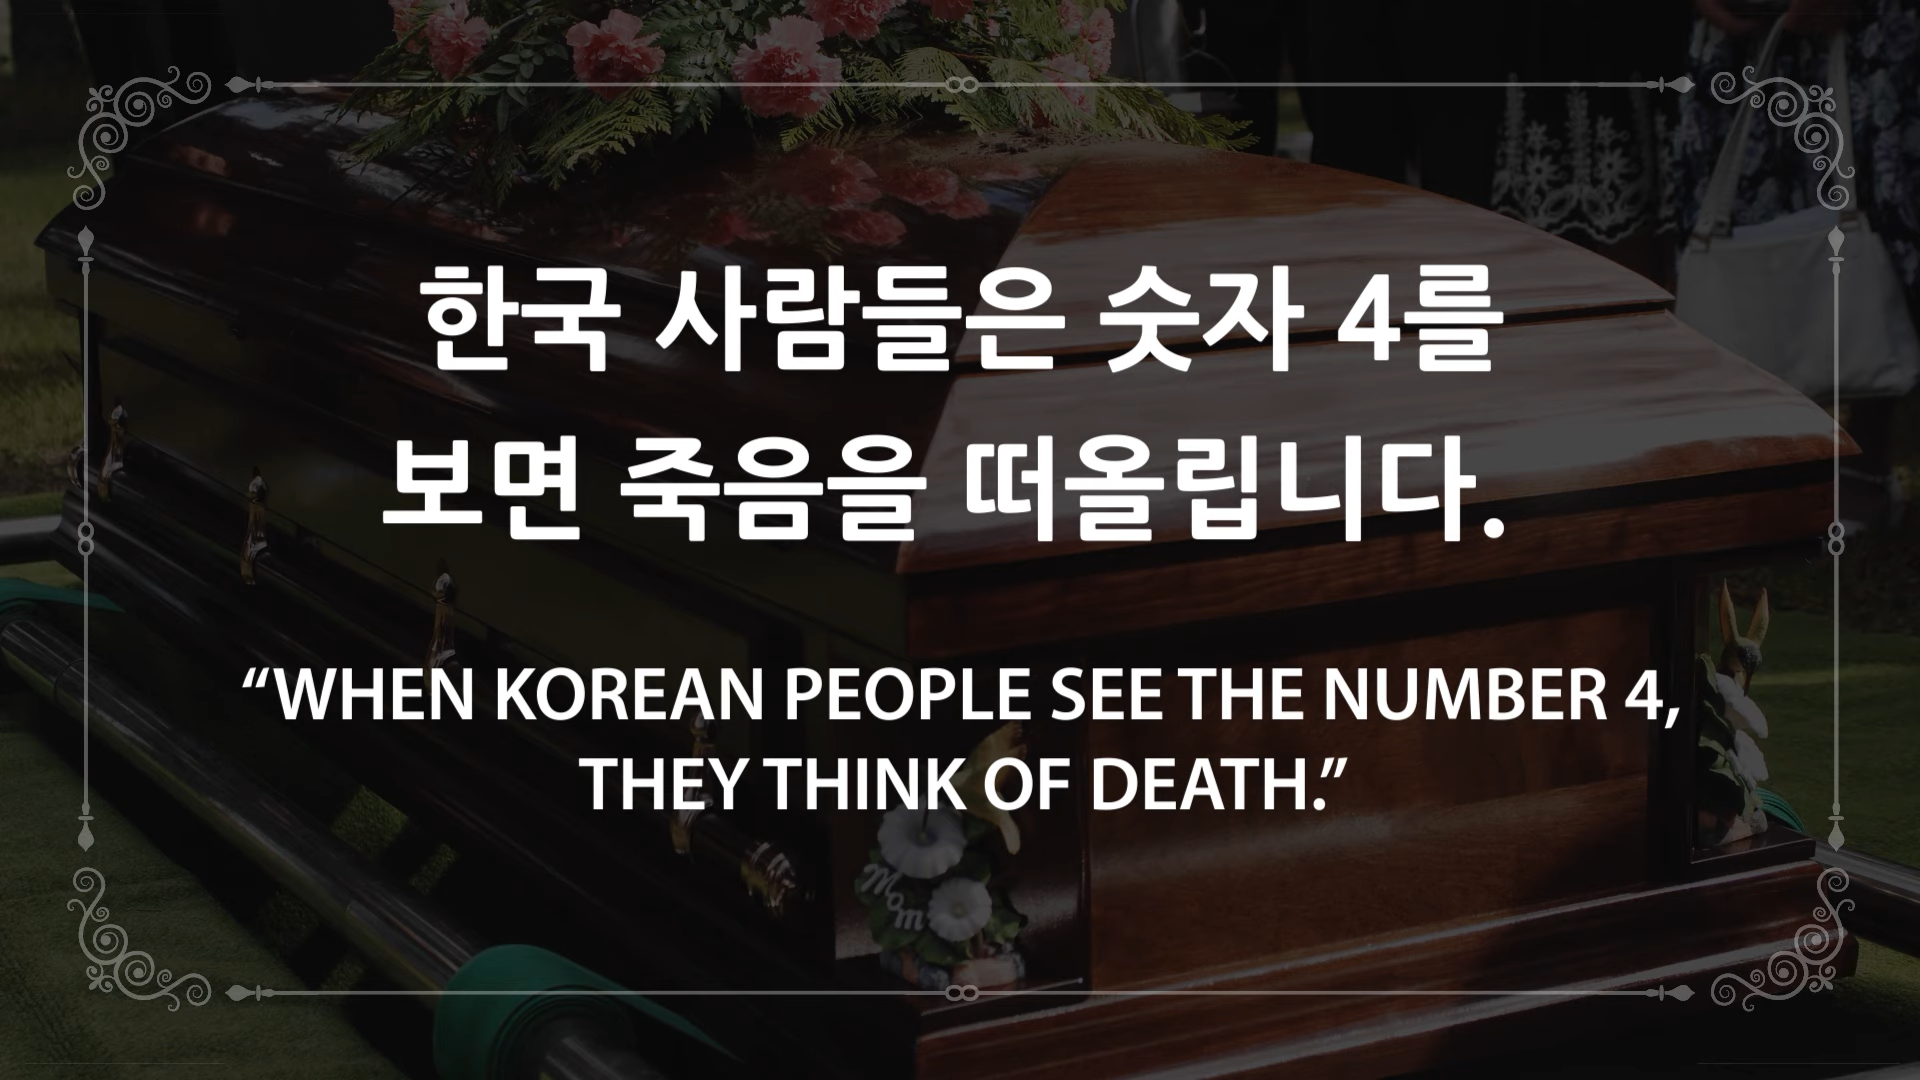 한국 사람들은 숫자 4를
보면 죽음을 떠올립니다.
“WHEN KOREAN PEOPLE SEE THE NUMBER 4,
THEY THINK OF DEATH.”
Mom